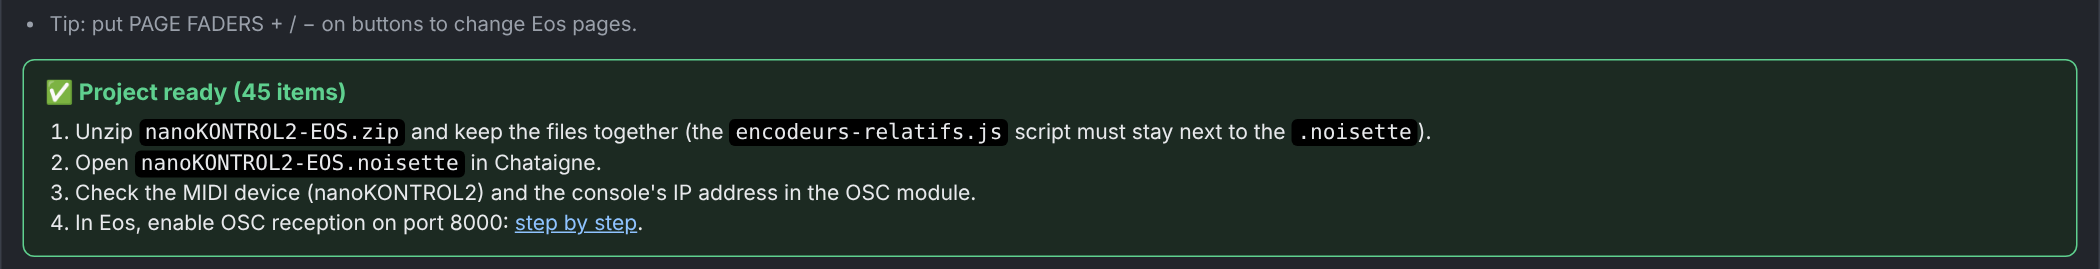 • Tip: put PAGE FADERS + / − on buttons to change Eos pages.
✅ Project ready (45 items)
1. Unzip nanoKONTROL2-EOS.zip and keep the files together (the encodeurs-relatifs.js script must stay next to the .noisette).
2. Open nanoKONTROL2-EOS.noisette in Chataigne.
3. Check the MIDI device (nanoKONTROL2) and the console's IP address in the OSC module.
4. In Eos, enable OSC reception on port 8000: step by step.